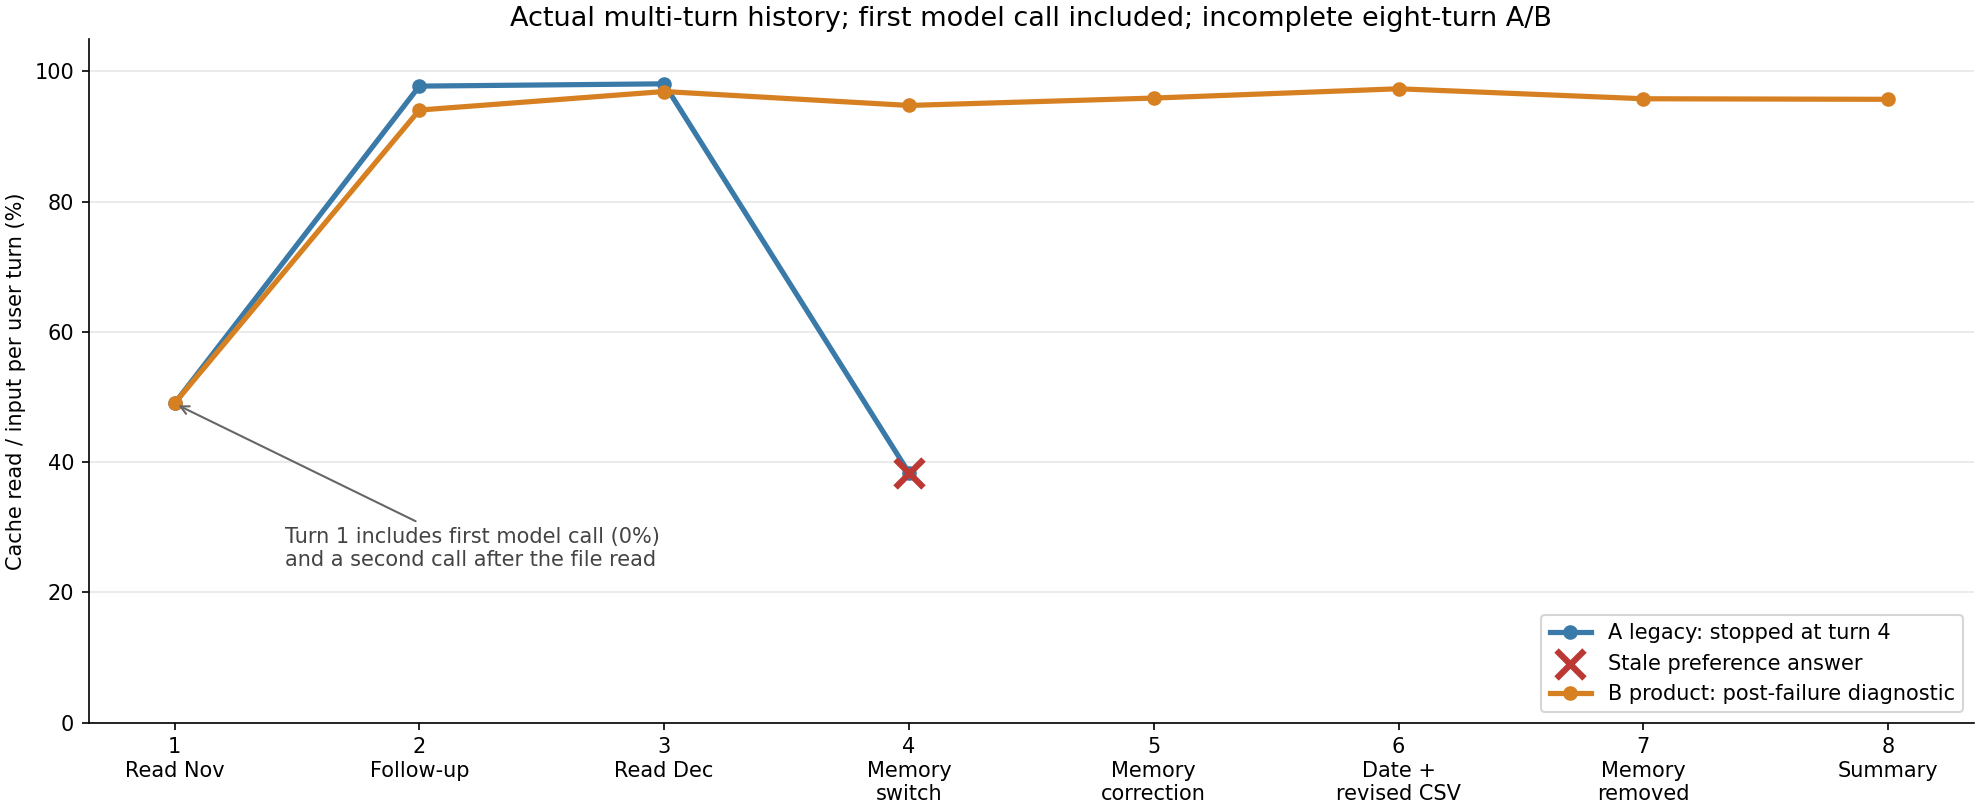 Actual multi-turn history; first model call included; incomplete eight-turn A/B
Cache read / input per user turn (%)
100
80
60
40
20
0
Turn 1 includes first model call (0%)
and a second call after the file read
A legacy: stopped at turn 4
Stale preference answer
B product: post-failure diagnostic
1
Read Nov
2
Follow-up
3
Read Dec
4
Memory
switch
5
Memory
correction
6
Date +
revised CSV
7
Memory
removed
8
Summary